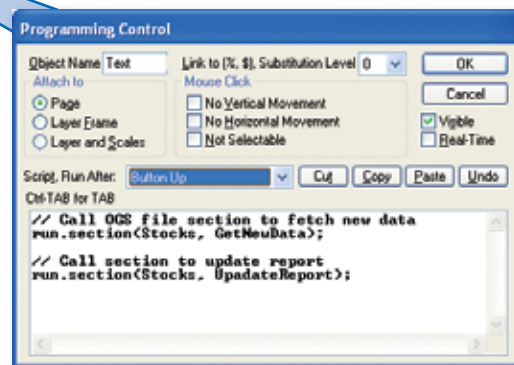 Programming Control
Object Name Text Link to (%, $), Substitution Level 0 OK
Attach to Mouse Click Cancel
Page No Vertical Movement
Layer Frame No Horizontal Movement Visible
Layer and Scales Not Selectable Real-Time
Script, Run After: Button Up Cut Copy Paste Undo
Ctrl-TAB for TAB
// Call OGS file section to fetch new data
run.section(Stocks, GetNewData);
// Call section to update report
run.section(Stocks, UpadateReport);